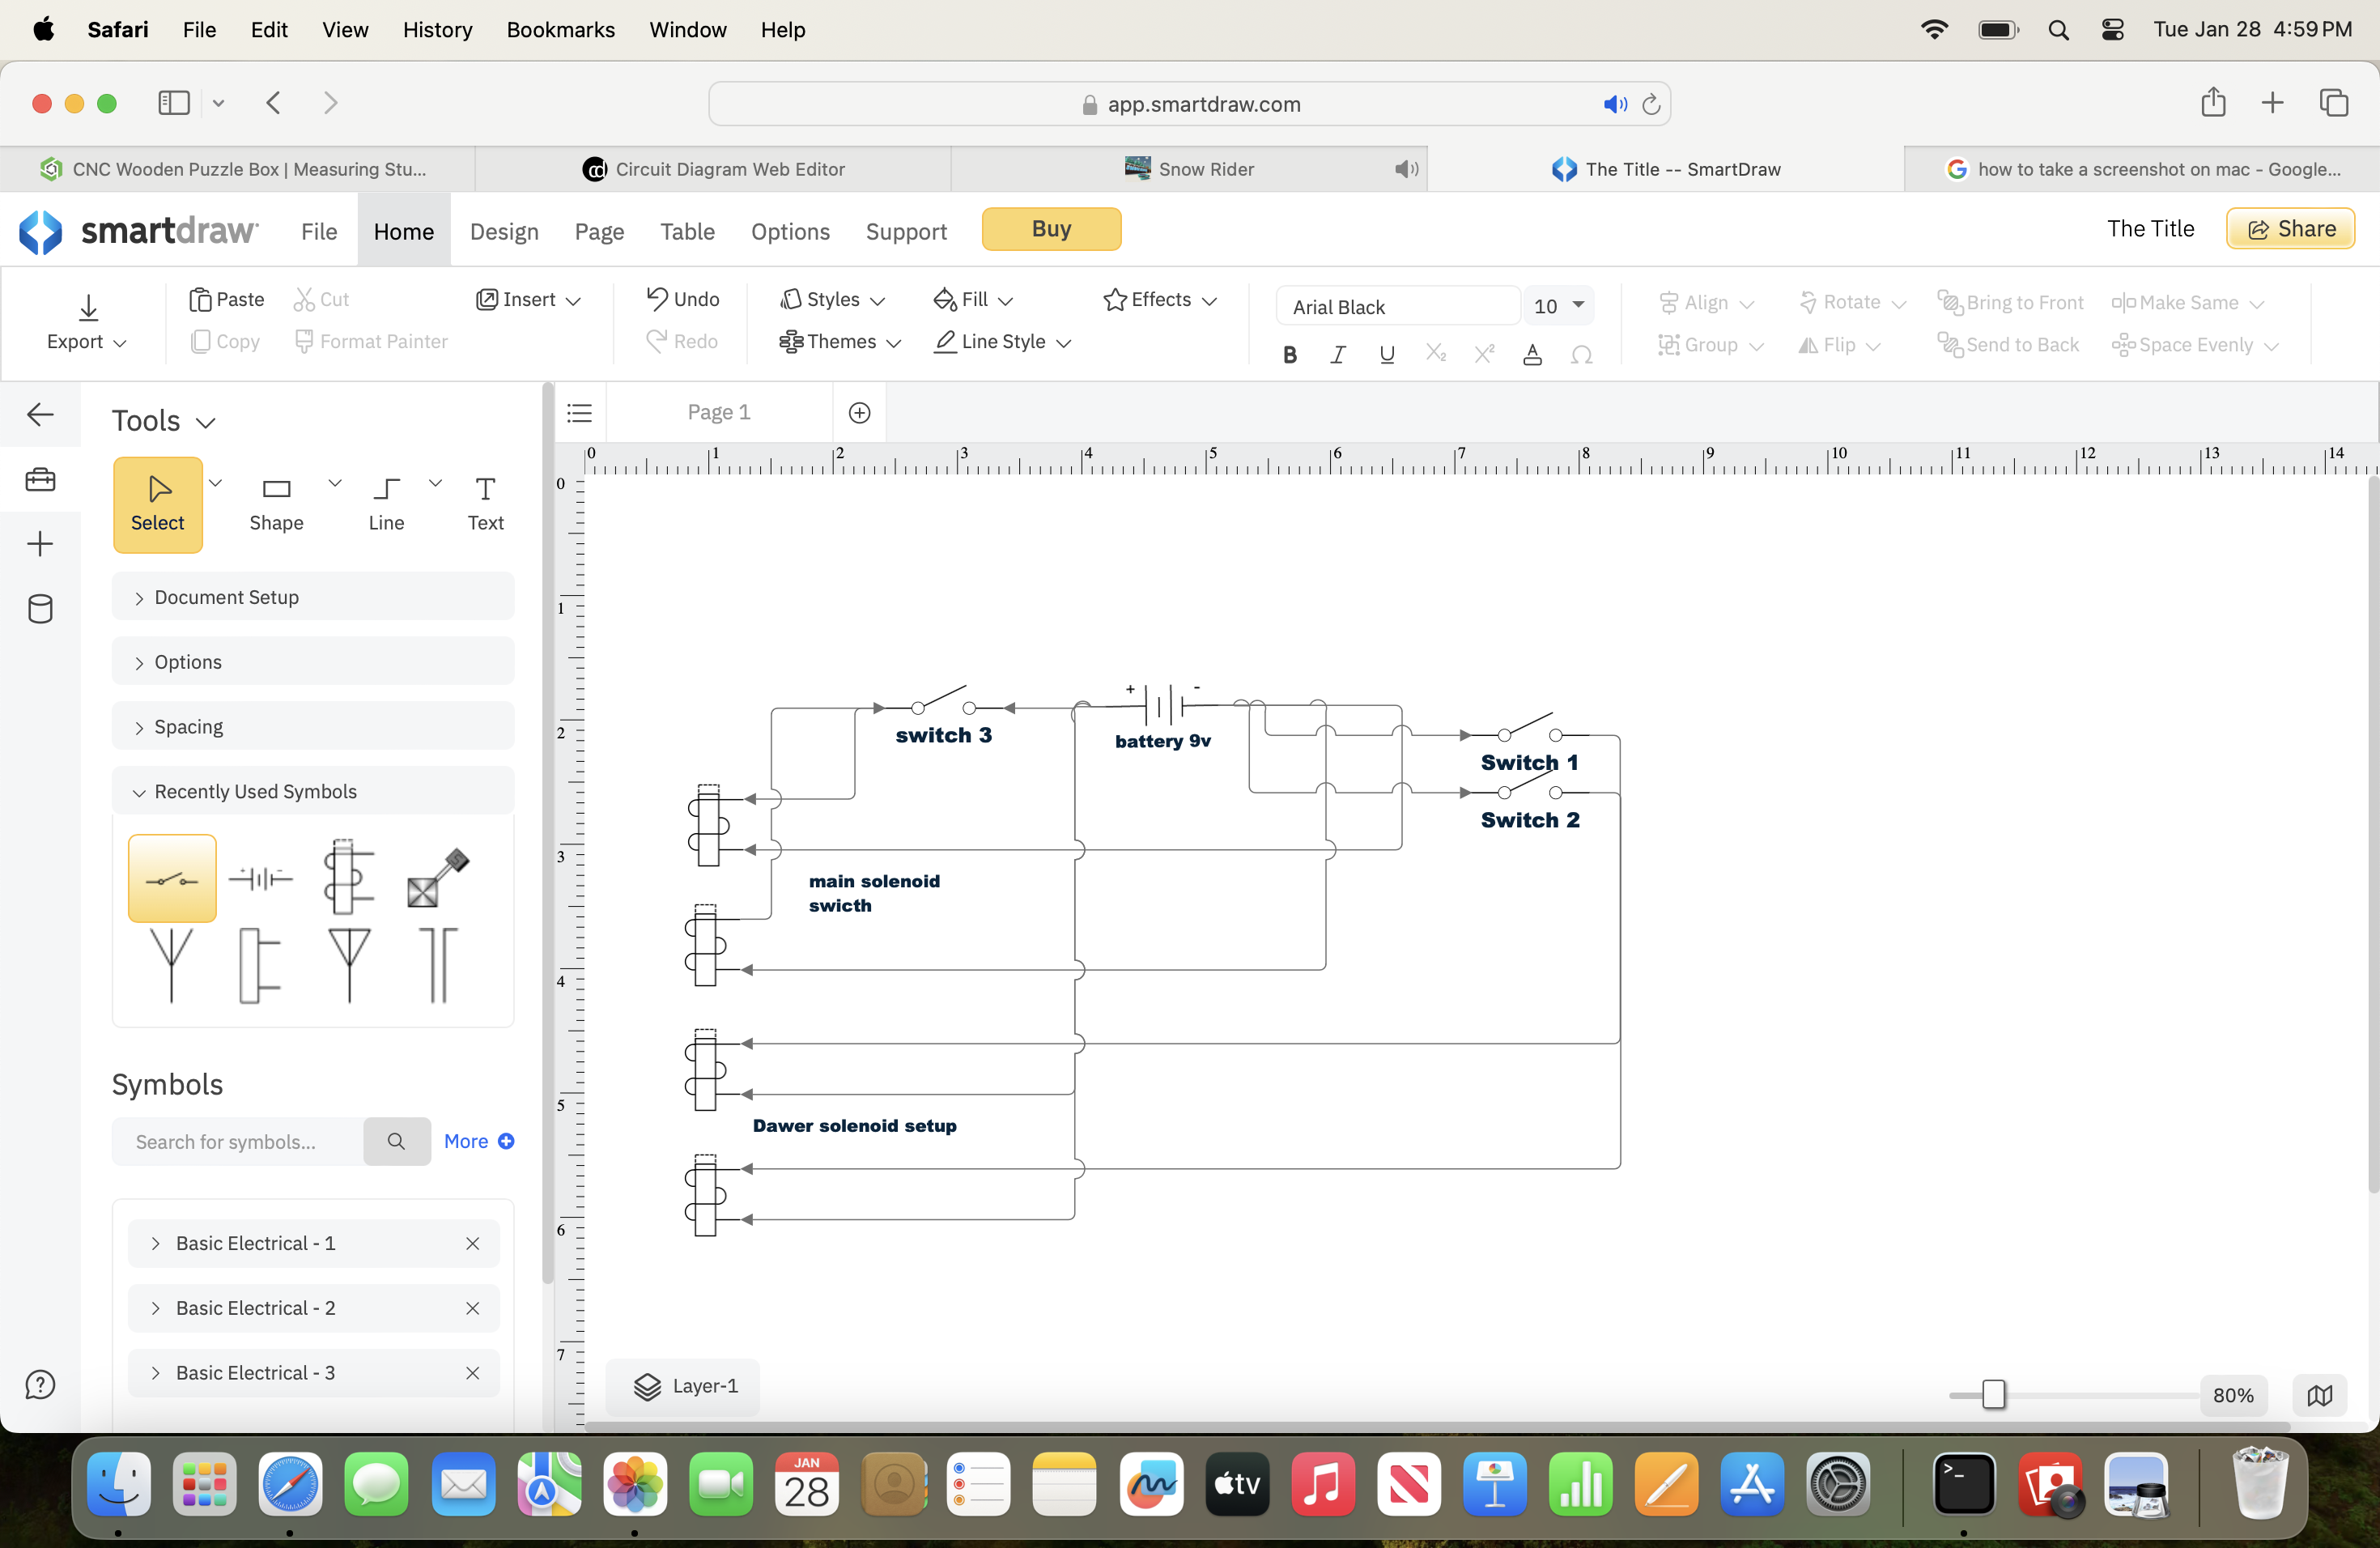 Safari File Edit View History Bookmarks Window Help Tue Jan 28 4:59 PM
app.smartdraw.com
CNC Wooden Puzzle Box | Measuring Stu... Circuit Diagram Web Editor Snow Rider The Title -- SmartDraw how to take a screenshot on mac - Google...
smartdraw File Home Design Page Table Options Support Buy The Title Share
Paste Cut Insert Undo Styles Fill Effects Arial Black 10 Align Rotate Bring to Front Make Same
Export Copy Format Painter Redo Themes Line Style B I U X₂ X² A Ω Group Flip Send to Back Space Evenly
Tools
Page 1
0 1 2 3 4 5 6 7 8 9 10 11 12 13 14
Select Shape Line Text
Document Setup
Options
Spacing
Recently Used Symbols
Symbols
Search for symbols... More
Basic Electrical - 1
Basic Electrical - 2
Basic Electrical - 3
0
1
2
3
4
5
6
7
+ -
switch 3
battery 9v
Switch 1
Switch 2
main solenoid
swicth
Dawer solenoid setup
Layer-1
80%
JAN
28
tv